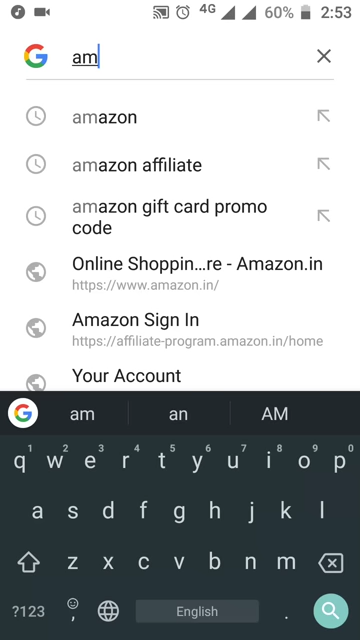 4G 60% 2:53
am
amazon
amazon affiliate
amazon gift card promo
code
Online Shoppin...re - Amazon.in
https://www.amazon.in/
Amazon Sign In
https://affiliate-program.amazon.in/home
Your Account
am an AM
1 2 3 4 5 6 7 8 9 0
q w e r t y u i o p
a s d f g h j k l
z x c v b n m
?123 , English .